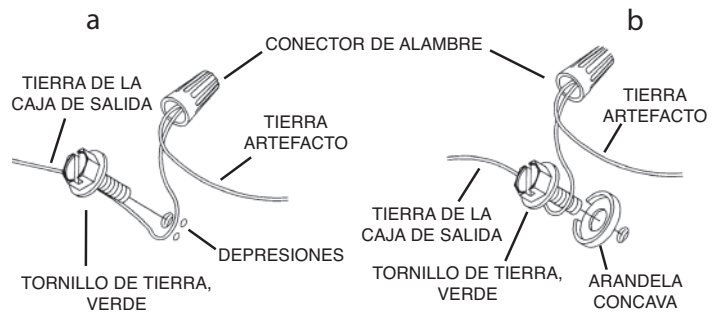 a
b
CONECTOR DE ALAMBRE
TIERRA DE LA
CAJA DE SALIDA
TIERRA
ARTEFACTO
DEPRESIONES
TORNILLO DE TIERRA,
VERDE
TIERRA
ARTEFACTO
TIERRA DE LA
CAJA DE SALIDA
TORNILLO DE TIERRA,
VERDE
ARANDELA
CONCAVA